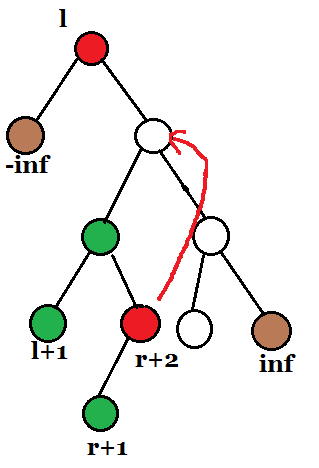 l
-inf
l+1
r+2
inf
r+1